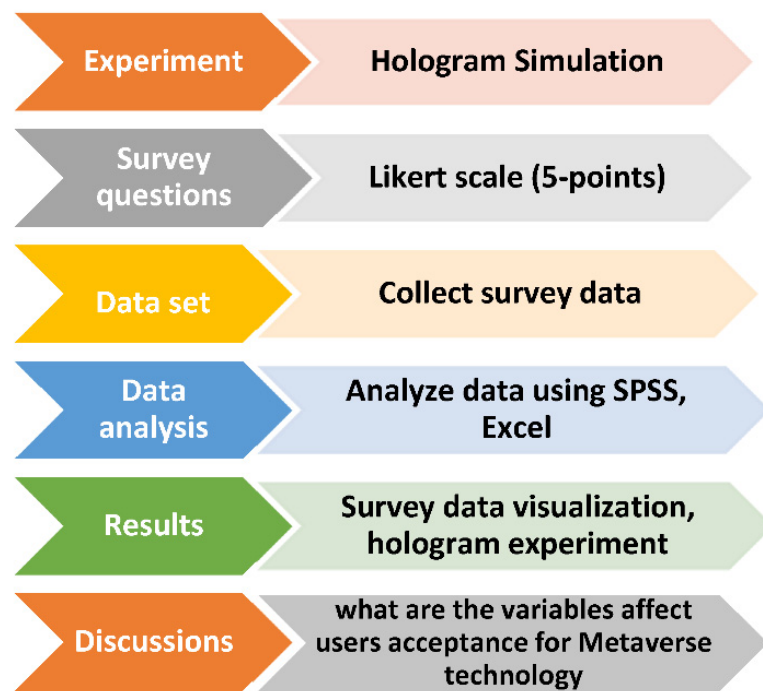 Experiment
Hologram Simulation
Survey
questions
Likert scale (5-points)
Data set
Collect survey data
Data
analysis
Analyze data using SPSS,
Excel
Results
Survey data visualization,
hologram experiment
Discussions
what are the variables affect
users acceptance for Metaverse
technology